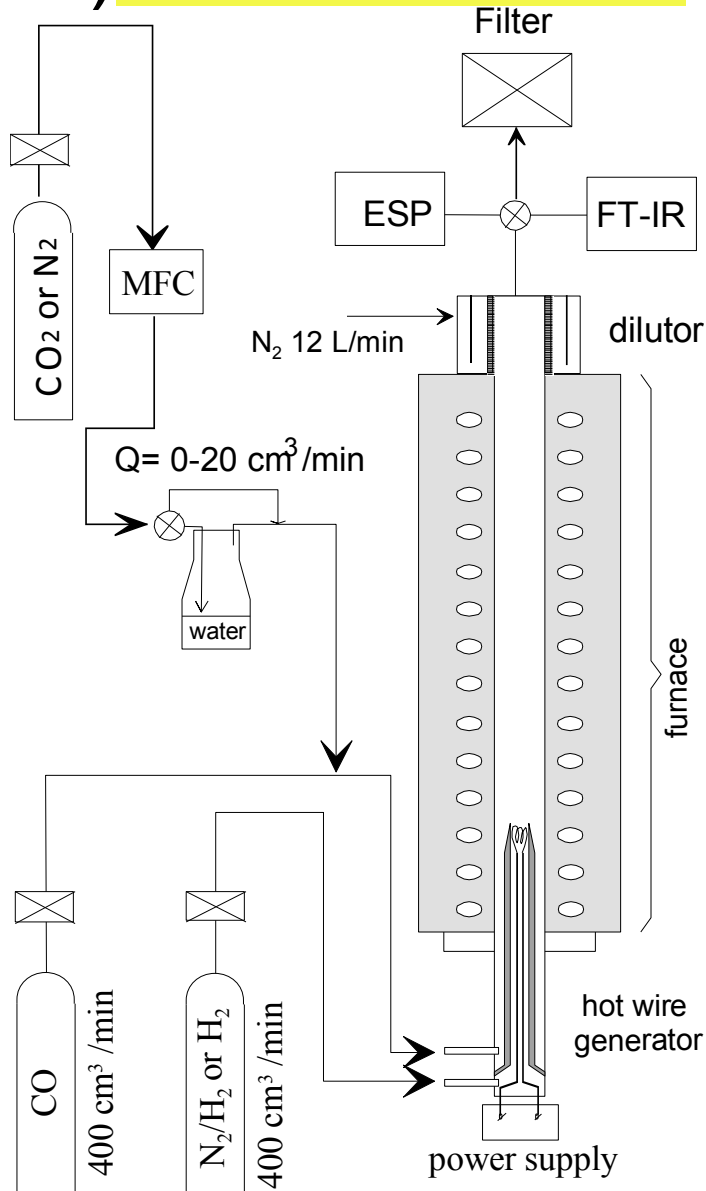 )
Filter
ESP
FT-IR
CO2 or N2
MFC
N₂ 12 L/min
dilutor
Q= 0-20 cm³/min
water
furnace
hot wire
generator
CO
400 cm³ /min
N₂/H₂ or H₂
400 cm³ /min
power supply